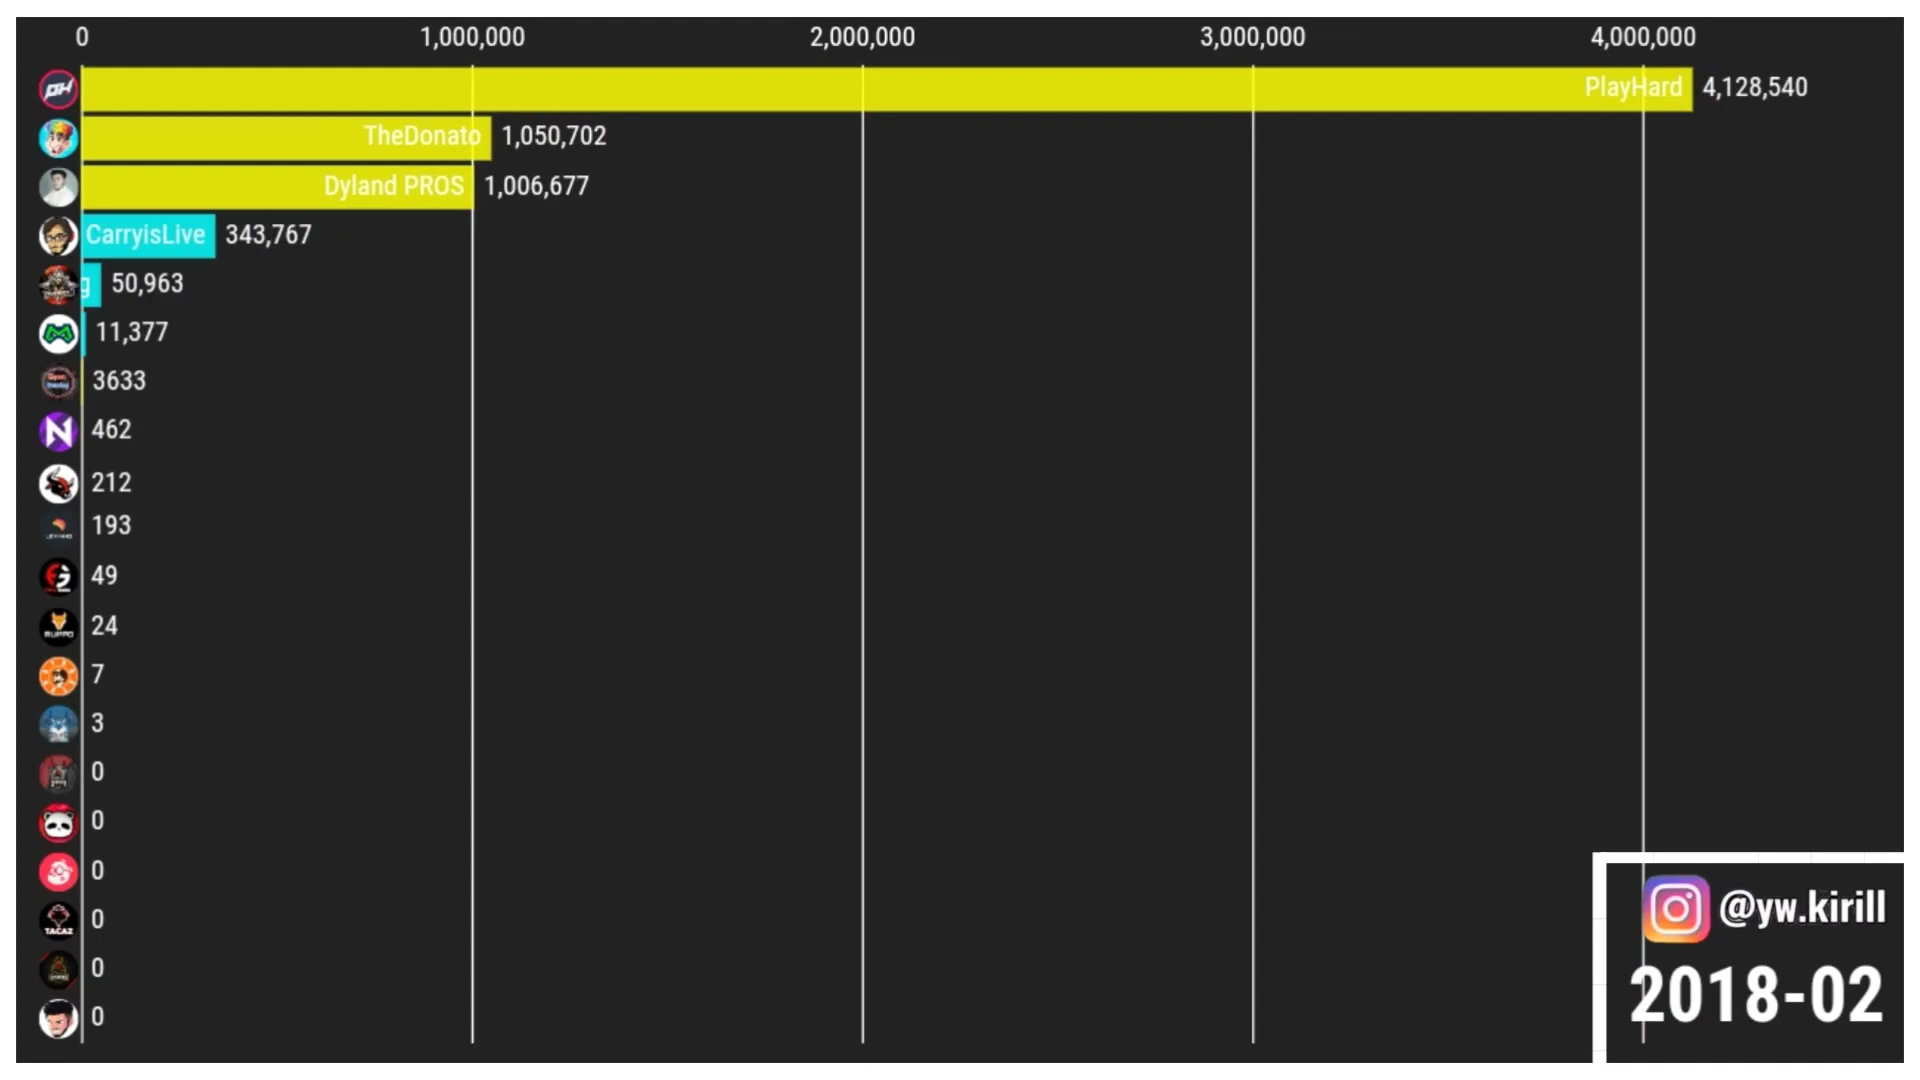 0 1,000,000 2,000,000 3,000,000 4,000,000
PlayHard 4,128,540
TheDonato 1,050,702
Dyland PROS 1,006,677
CarryisLive 343,767
g 50,963
11,377
3633
462
212
193
49
24
7
3
0
0
0
TACAZ 0
0
0
@yw.kirill
2018-02